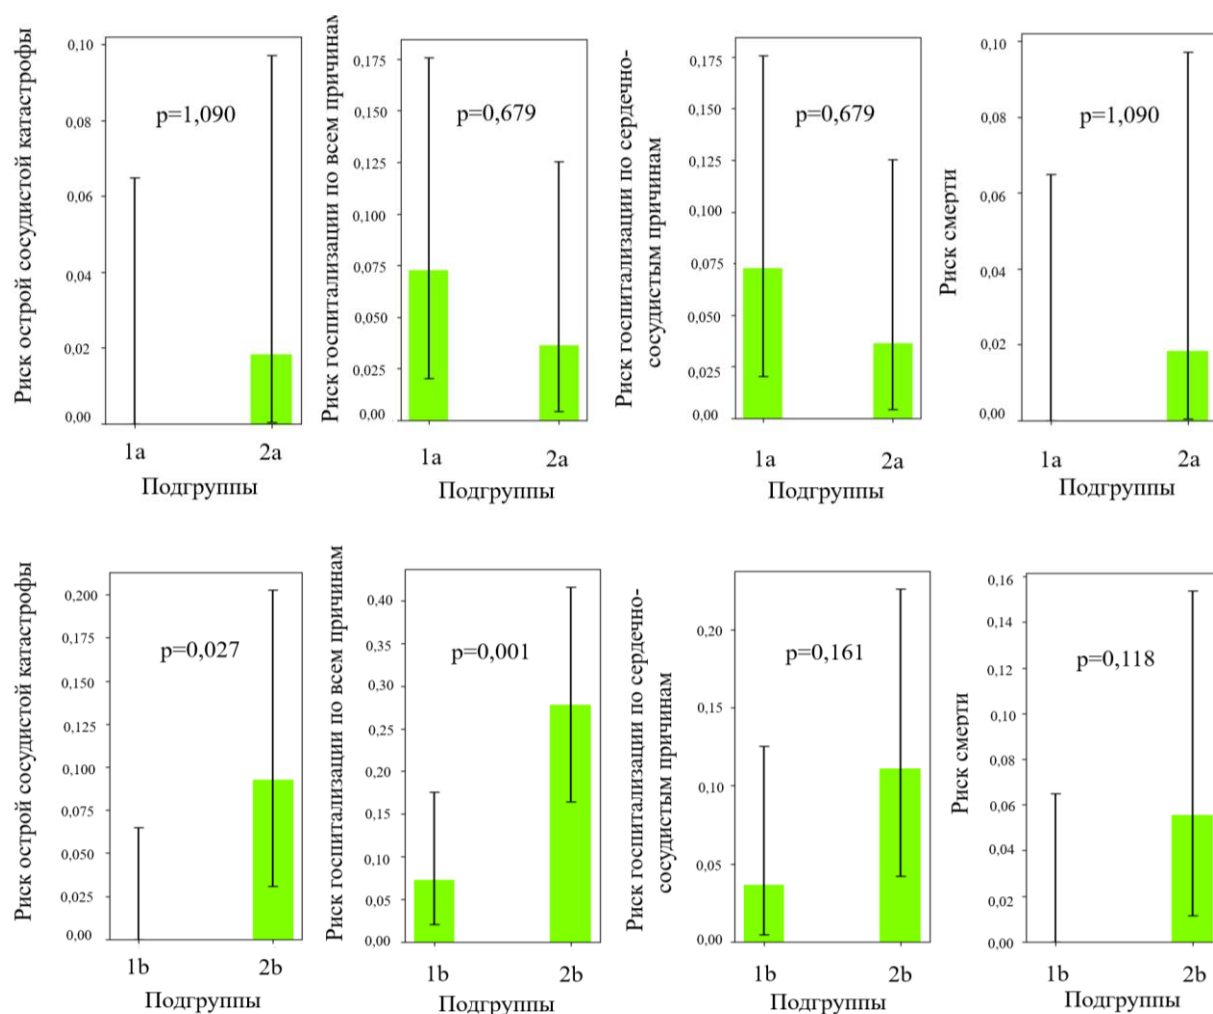 Риск острой сосудистой катастрофы
0,10
0,08
0,06
0,04
0,02
0,00
p=1,090
1a
2a
Подгруппы
Риск госпитализации по всем причинам
0,175
0,150
0,125
0,100
0,075
0,050
0,025
0,00
p=0,679
1a
2a
Подгруппы
Риск госпитализации по сердечно-
сосудистым причинам
0,175
0,150
0,125
0,100
0,075
0,050
0,025
0,00
p=0,679
1a
2a
Подгруппы
Риск смерти
0,10
0,08
0,06
0,04
0,02
0,00
p=1,090
1a
2a
Подгруппы
Риск острой сосудистой катастрофы
0,200
0,175
0,150
0,125
0,100
0,075
0,050
0,025
0,00
p=0,027
1b
2b
Подгруппы
Риск госпитализации по всем причинам
0,40
0,35
0,30
0,25
0,20
0,15
0,10
0,05
0,00
p=0,001
1b
2b
Подгруппы
Риск госпитализации по сердечно-
сосудистым причинам
0,20
0,15
0,10
0,05
0,00
p=0,161
1b
2b
Подгруппы
Риск смерти
0,16
0,14
0,12
0,10
0,08
0,06
0,04
0,02
0,00
p=0,118
1b
2b
Подгруппы